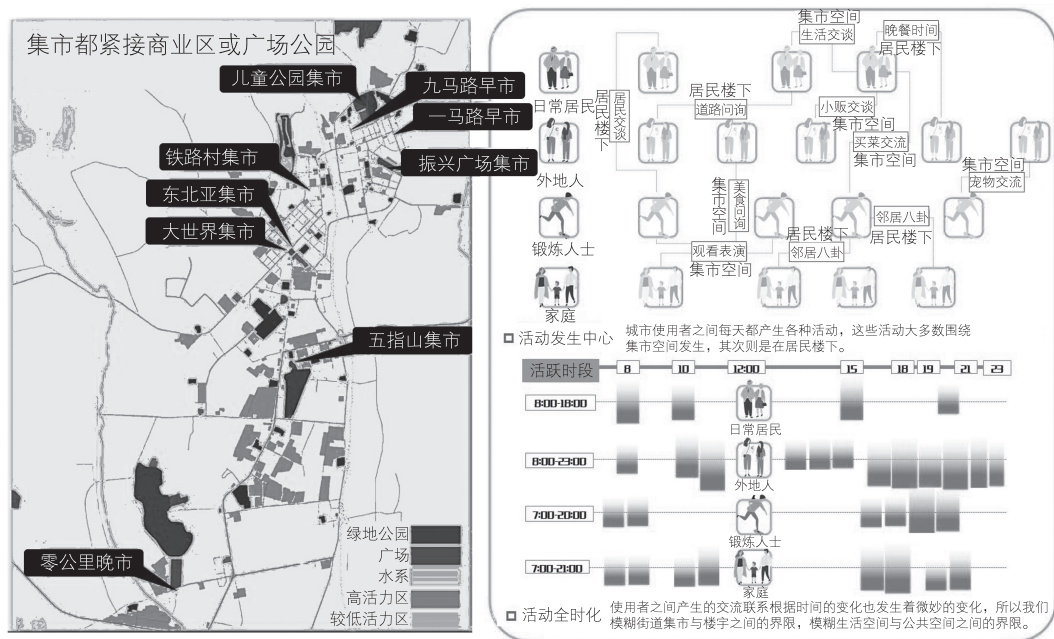 集市都紧接商业区或广场公园
儿童公园集市
九马路早市
一马路早市
铁路村集市
振兴广场集市
东北亚集市
大世界集市
五指山集市
零公里晚市
绿地公园
广场
水系
高活力区
较低活力区
集市空间
生活交谈
晚餐时间
居民楼下
日常居民
居民楼下
居民交谈
居民楼下
道路问询
小贩交谈
集市空间
买菜交流
集市空间
集市空间
宠物交流
外地人
集市空间
美食问询
锻炼人士
观看表演
集市空间
居民楼下
邻居八卦
邻居八卦
居民楼下
家庭
活动发生中心
城市使用者之间每天都产生各种活动，这些活动大多数围绕
集市空间发生，其次则是在居民楼下。
活跃时段 8 10 12:00 15 18 19 21 23
8:00-18:00
日常居民
8:00-23:00
外地人
7:00-20:00
锻炼人士
7:00-21:00
家庭
活动全时化
使用者之间产生的交流联系根据时间的变化也发生着微妙的变化，所以我们
模糊街道集市与楼宇之间的界限，模糊生活空间与公共空间之间的界限。